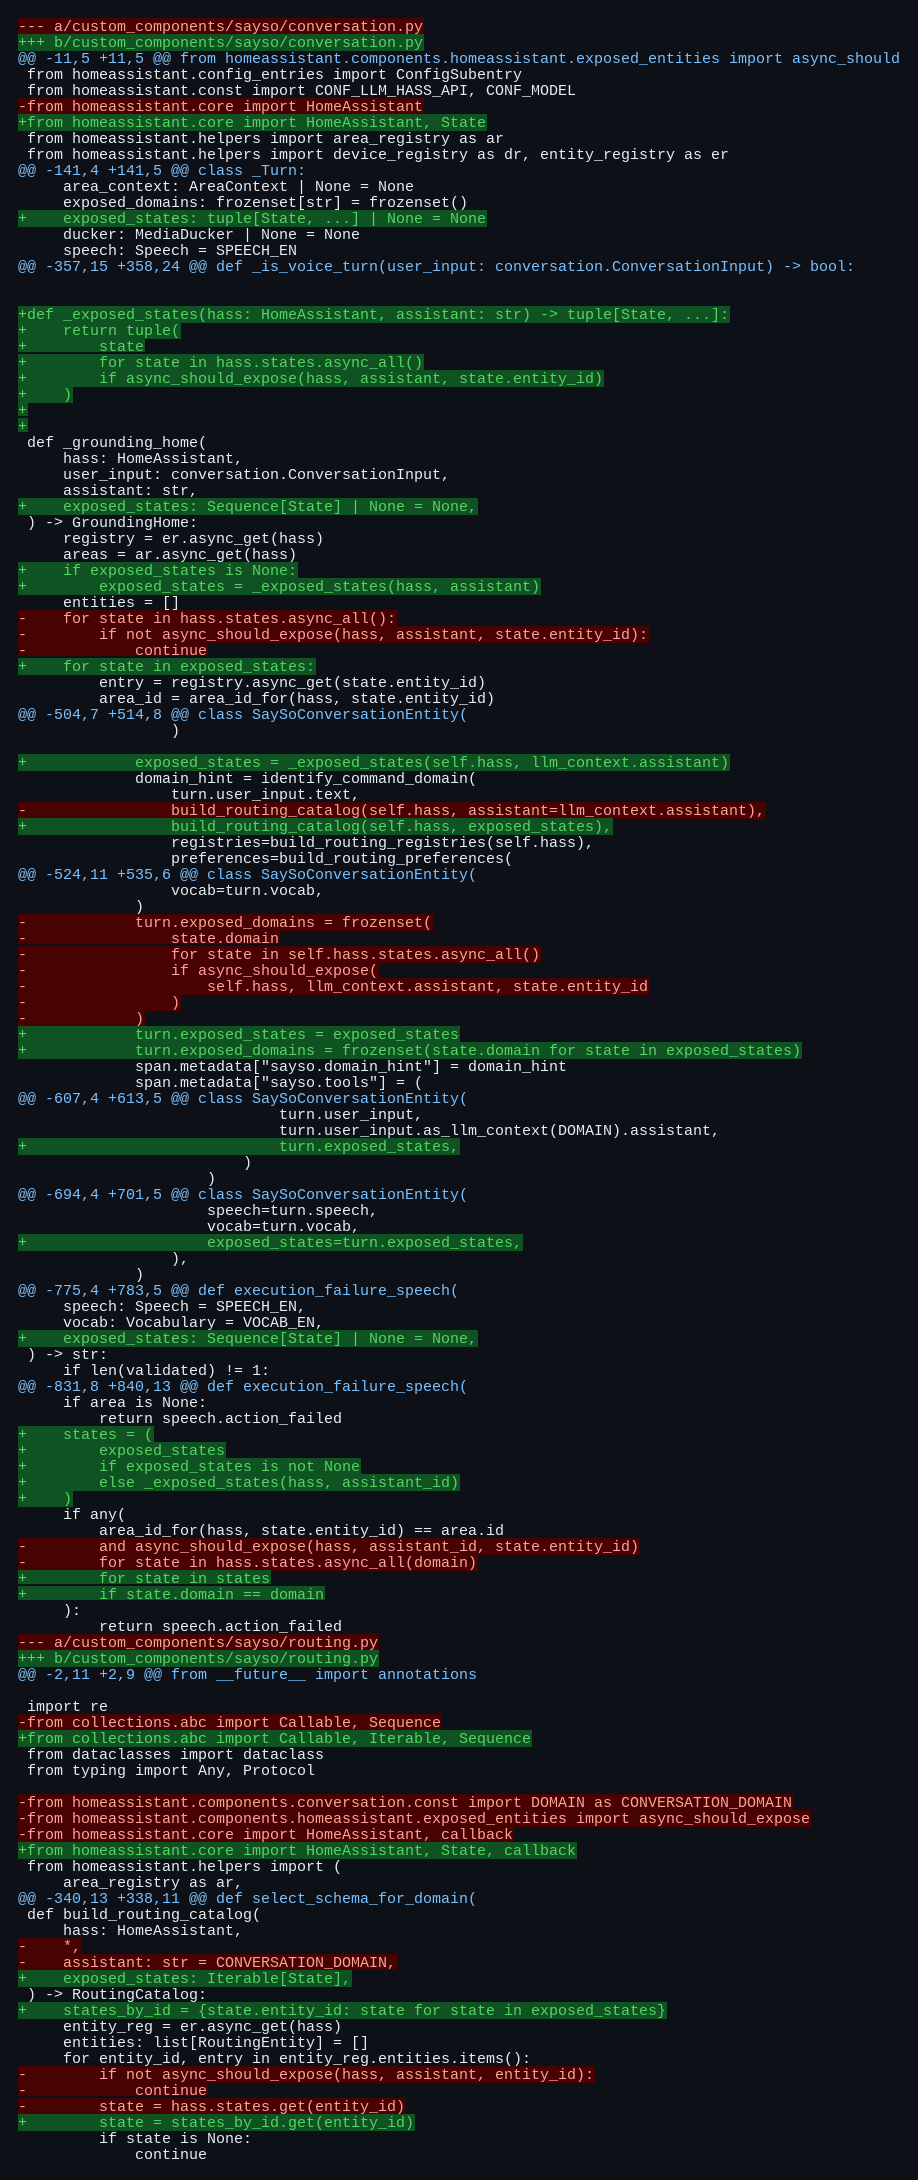 --- a/custom_components/sayso/conversation.py
+++ b/custom_components/sayso/conversation.py
@@ -11,5 +11,5 @@ from homeassistant.components.homeassistant.exposed_entities import async_should
 from homeassistant.config_entries import ConfigSubentry
 from homeassistant.const import CONF_LLM_HASS_API, CONF_MODEL
-from homeassistant.core import HomeAssistant
+from homeassistant.core import HomeAssistant, State
 from homeassistant.helpers import area_registry as ar
 from homeassistant.helpers import device_registry as dr, entity_registry as er
@@ -141,4 +141,5 @@ class _Turn:
     area_context: AreaContext | None = None
     exposed_domains: frozenset[str] = frozenset()
+    exposed_states: tuple[State, ...] | None = None
     ducker: MediaDucker | None = None
     speech: Speech = SPEECH_EN
@@ -357,15 +358,24 @@ def _is_voice_turn(user_input: conversation.ConversationInput) -> bool:
 
 
+def _exposed_states(hass: HomeAssistant, assistant: str) -> tuple[State, ...]:
+    return tuple(
+        state
+        for state in hass.states.async_all()
+        if async_should_expose(hass, assistant, state.entity_id)
+    )
+
+
 def _grounding_home(
     hass: HomeAssistant,
     user_input: conversation.ConversationInput,
     assistant: str,
+    exposed_states: Sequence[State] | None = None,
 ) -> GroundingHome:
     registry = er.async_get(hass)
     areas = ar.async_get(hass)
+    if exposed_states is None:
+        exposed_states = _exposed_states(hass, assistant)
     entities = []
-    for state in hass.states.async_all():
-        if not async_should_expose(hass, assistant, state.entity_id):
-            continue
+    for state in exposed_states:
         entry = registry.async_get(state.entity_id)
         area_id = area_id_for(hass, state.entity_id)
@@ -504,7 +514,8 @@ class SaySoConversationEntity(
                 )
 
+            exposed_states = _exposed_states(self.hass, llm_context.assistant)
             domain_hint = identify_command_domain(
                 turn.user_input.text,
-                build_routing_catalog(self.hass, assistant=llm_context.assistant),
+                build_routing_catalog(self.hass, exposed_states),
                 registries=build_routing_registries(self.hass),
                 preferences=build_routing_preferences(
@@ -524,11 +535,6 @@ class SaySoConversationEntity(
                 vocab=turn.vocab,
             )
-            turn.exposed_domains = frozenset(
-                state.domain
-                for state in self.hass.states.async_all()
-                if async_should_expose(
-                    self.hass, llm_context.assistant, state.entity_id
-                )
-            )
+            turn.exposed_states = exposed_states
+            turn.exposed_domains = frozenset(state.domain for state in exposed_states)
             span.metadata["sayso.domain_hint"] = domain_hint
             span.metadata["sayso.tools"] = (
@@ -607,4 +613,5 @@ class SaySoConversationEntity(
                            turn.user_input,
                            turn.user_input.as_llm_context(DOMAIN).assistant,
+                            turn.exposed_states,
                        )
                    )
@@ -694,4 +701,5 @@ class SaySoConversationEntity(
                    speech=turn.speech,
                    vocab=turn.vocab,
+                    exposed_states=turn.exposed_states,
                ),
            )
@@ -775,4 +783,5 @@ def execution_failure_speech(
     speech: Speech = SPEECH_EN,
     vocab: Vocabulary = VOCAB_EN,
+    exposed_states: Sequence[State] | None = None,
 ) -> str:
     if len(validated) != 1:
@@ -831,8 +840,13 @@ def execution_failure_speech(
     if area is None:
         return speech.action_failed
+    states = (
+        exposed_states
+        if exposed_states is not None
+        else _exposed_states(hass, assistant_id)
+    )
     if any(
         area_id_for(hass, state.entity_id) == area.id
-        and async_should_expose(hass, assistant_id, state.entity_id)
-        for state in hass.states.async_all(domain)
+        for state in states
+        if state.domain == domain
     ):
         return speech.action_failed
--- a/custom_components/sayso/routing.py
+++ b/custom_components/sayso/routing.py
@@ -2,11 +2,9 @@ from __future__ import annotations
 
 import re
-from collections.abc import Callable, Sequence
+from collections.abc import Callable, Iterable, Sequence
 from dataclasses import dataclass
 from typing import Any, Protocol
 
-from homeassistant.components.conversation.const import DOMAIN as CONVERSATION_DOMAIN
-from homeassistant.components.homeassistant.exposed_entities import async_should_expose
-from homeassistant.core import HomeAssistant, callback
+from homeassistant.core import HomeAssistant, State, callback
 from homeassistant.helpers import (
     area_registry as ar,
@@ -340,13 +338,11 @@ def select_schema_for_domain(
 def build_routing_catalog(
     hass: HomeAssistant,
-    *,
-    assistant: str = CONVERSATION_DOMAIN,
+    exposed_states: Iterable[State],
 ) -> RoutingCatalog:
+    states_by_id = {state.entity_id: state for state in exposed_states}
     entity_reg = er.async_get(hass)
     entities: list[RoutingEntity] = []
     for entity_id, entry in entity_reg.entities.items():
-        if not async_should_expose(hass, assistant, entity_id):
-            continue
-        state = hass.states.get(entity_id)
+        state = states_by_id.get(entity_id)
         if state is None:
             continue